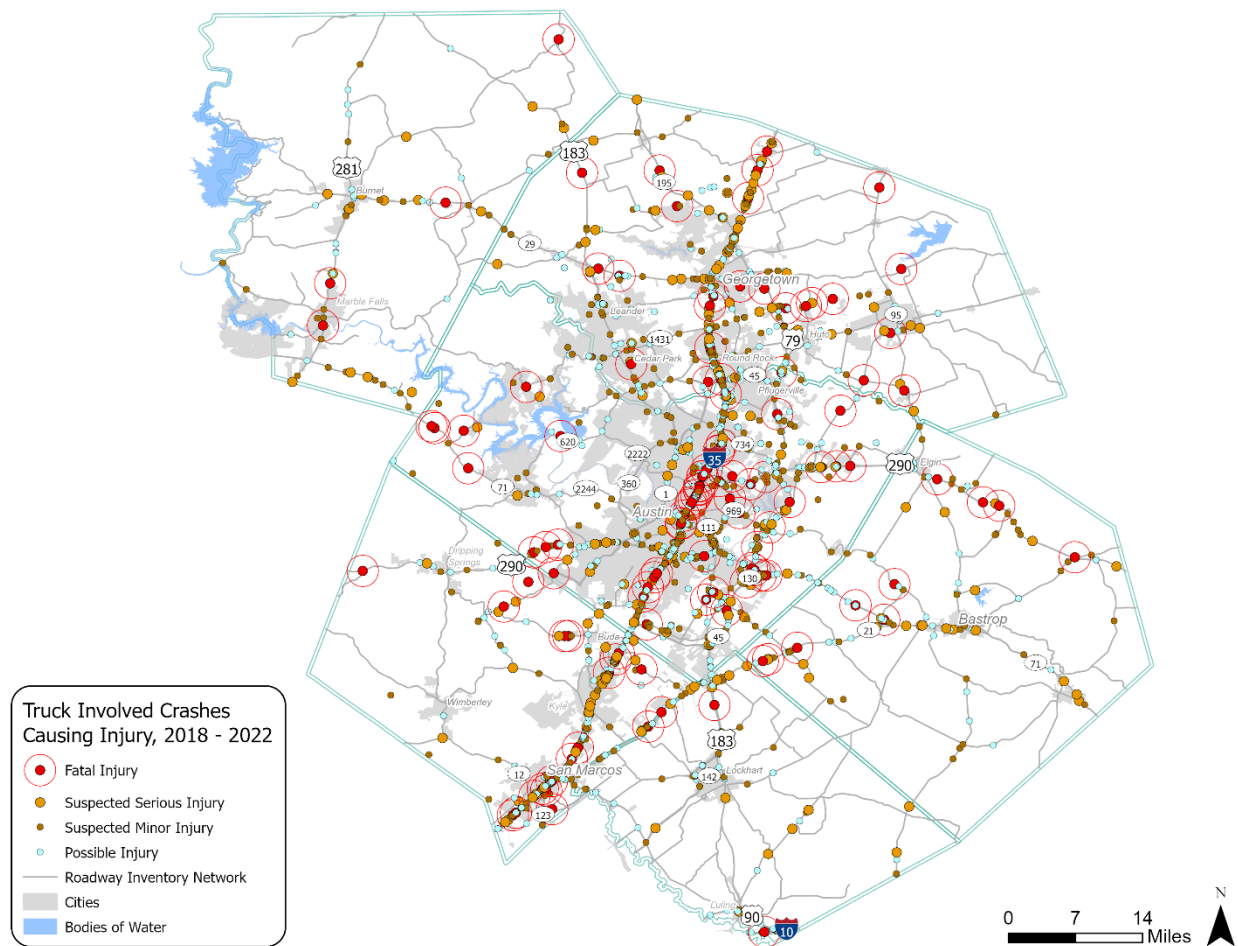 183
281
195
Burnet
29
Georgetown
Marble Falls
Leander
95
1431
79
Hutto
Cedar Park
Round Rock
45
Pflugerville
620
2222
734
35
Elgin
290
360
71
2244
1
969
Austin
111
Dripping
Springs
290
130
21
Bastrop
45
Buda
71
Wimberley
Kyle
183
12
San Marcos
142
Lockhart
123
Luling
90
10
Truck Involved Crashes
Causing Injury, 2018 - 2022
Fatal Injury
Suspected Serious Injury
Suspected Minor Injury
Possible Injury
Roadway Inventory Network
Cities
Bodies of Water
N
0 7 14
Miles